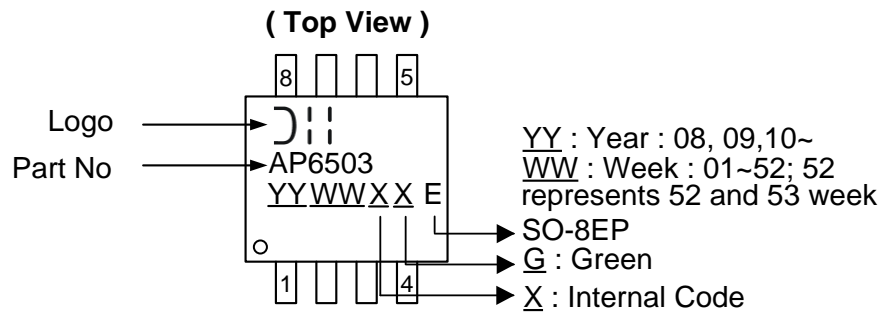 ( Top View )
8 5
Logo
Part No
AP6503
YY WW X X E
1 4
YY : Year : 08, 09,10~
WW : Week : 01~52; 52
represents 52 and 53 week
SO-8EP
G : Green
X : Internal Code